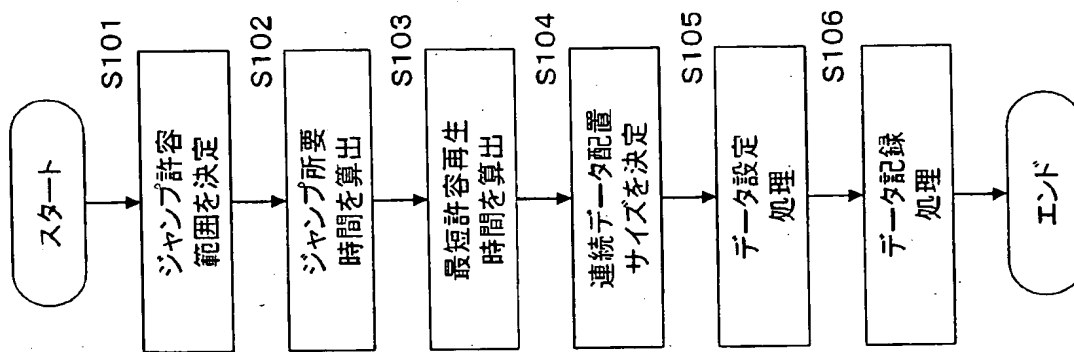 スタート
S101
ジャンプ許容
範囲を決定
S102
ジャンプ所要
時間を算出
S103
最短許容再生
時間を算出
S104
連続データ配置
サイズを決定
S105
データ設定
処理
S106
データ記録
処理
エンド